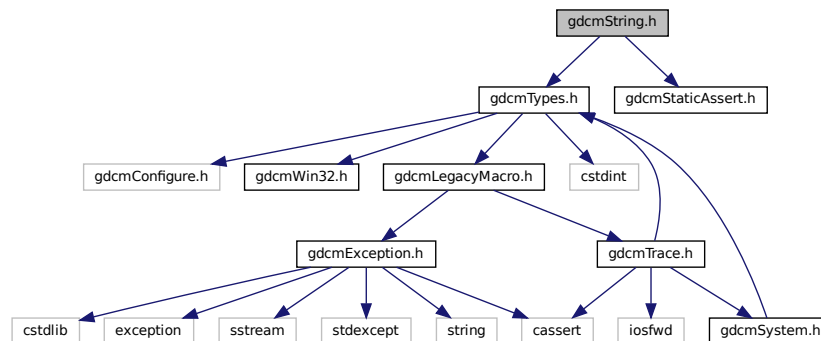 gdcmString.h
gdcmTypes.h
gdcmStaticAssert.h
gdcmConfigure.h
gdcmWin32.h
gdcmLegacyMacro.h
cstdint
gdcmException.h
gdcmTrace.h
cstdlib
exception
sstream
stdexcept
string
cassert
iosfwd
gdcmSystem.h